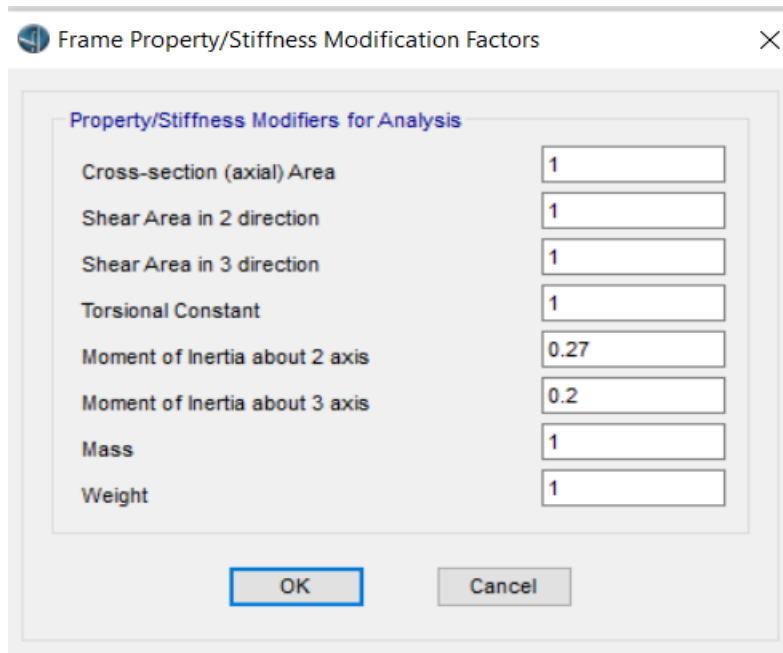 Frame Property/Stiffness Modification Factors
Property/Stiffness Modifiers for Analysis
Cross-section (axial) Area 1
Shear Area in 2 direction 1
Shear Area in 3 direction 1
Torsional Constant 1
Moment of Inertia about 2 axis 0.27
Moment of Inertia about 3 axis 0.2
Mass 1
Weight 1
OK Cancel